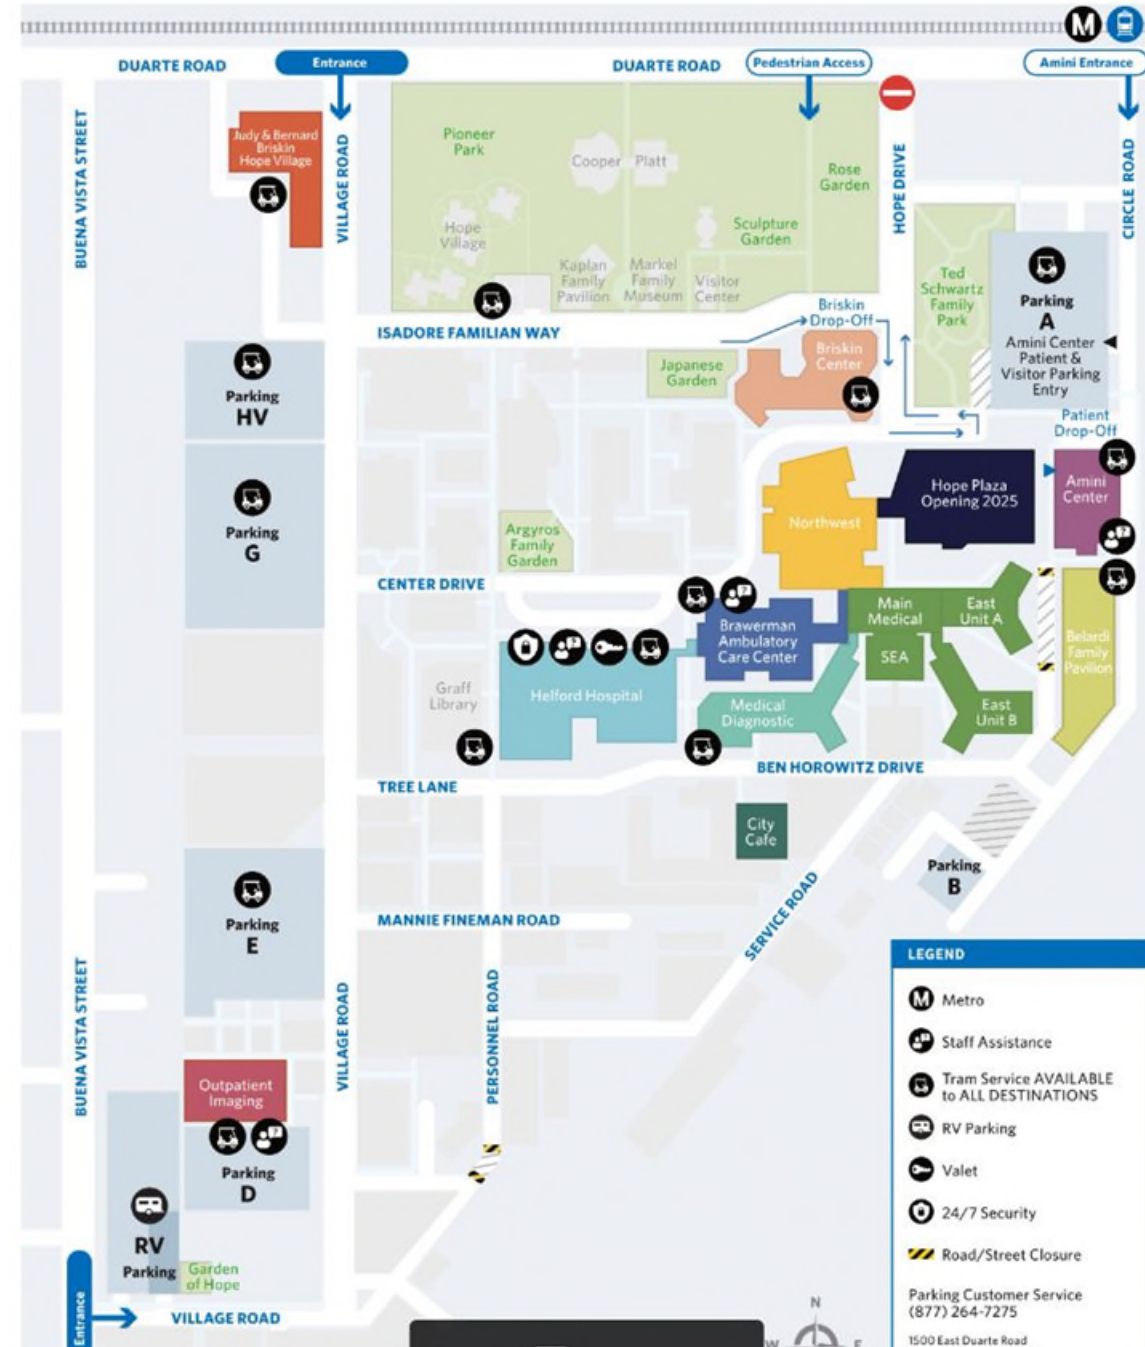 M
DUARTE ROAD
Entrance
DUARTE ROAD
Pedestrian Access
Amini Entrance
BUENA VISTA STREET
Judy & Bernard
Briskin
Hope Village
VILLAGE ROAD
Pioneer
Park
Cooper
Platt
Rose
Garden
HOPE DRIVE
CIRCLE ROAD
Hope
Village
Sculpture
Garden
Kaplan
Family
Pavilion
Markel
Family
Museum
Visitor
Center
Ted
Schwartz
Family
Park
Parking
A
Amini Center
Patient &
Visitor Parking
Entry
ISADORE FAMILIAN WAY
Briskin
Drop-Off
Briskin
Center
Japanese
Garden
Parking
HV
Patient
Drop-Off
Parking
G
Argyros
Family
Garden
Northwest
Hope Plaza
Opening 2025
Amini
Center
CENTER DRIVE
Brawerman
Ambulatory
Care Center
Main
Medical
East
Unit A
SEA
Belardi
Family
Pavilion
Graff
Library
Helford Hospital
Medical
Diagnostic
East
Unit B
TREE LANE
BEN HOROWITZ DRIVE
City
Cafe
Parking
B
Parking
E
MANNIE FINEMAN ROAD
SERVICE ROAD
BUENA VISTA STREET
VILLAGE ROAD
PERSONNEL ROAD
Outpatient
Imaging
Parking
D
RV
Parking
Garden
of Hope
Entrance
VILLAGE ROAD
LEGEND
M Metro
Staff Assistance
Tram Service AVAILABLE
to ALL DESTINATIONS
RV Parking
Valet
24/7 Security
Road/Street Closure
Parking Customer Service
(877) 264-7275
1500 East Duarte Road
N
W
E